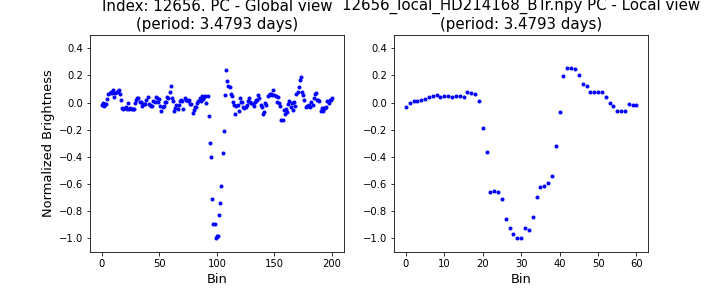 Index: 12656. PC - Global view
(period: 3.4793 days)
12656_local_HD214168_BTr.npy PC - Local view
(period: 3.4793 days)
Normalized Brightness
0.4
0.2
0.0
−0.2
−0.4
−0.6
−0.8
−1.0
0 50 100 150 200
Bin
0.4
0.2
0.0
−0.2
−0.4
−0.6
−0.8
−1.0
0 10 20 30 40 50 60
Bin